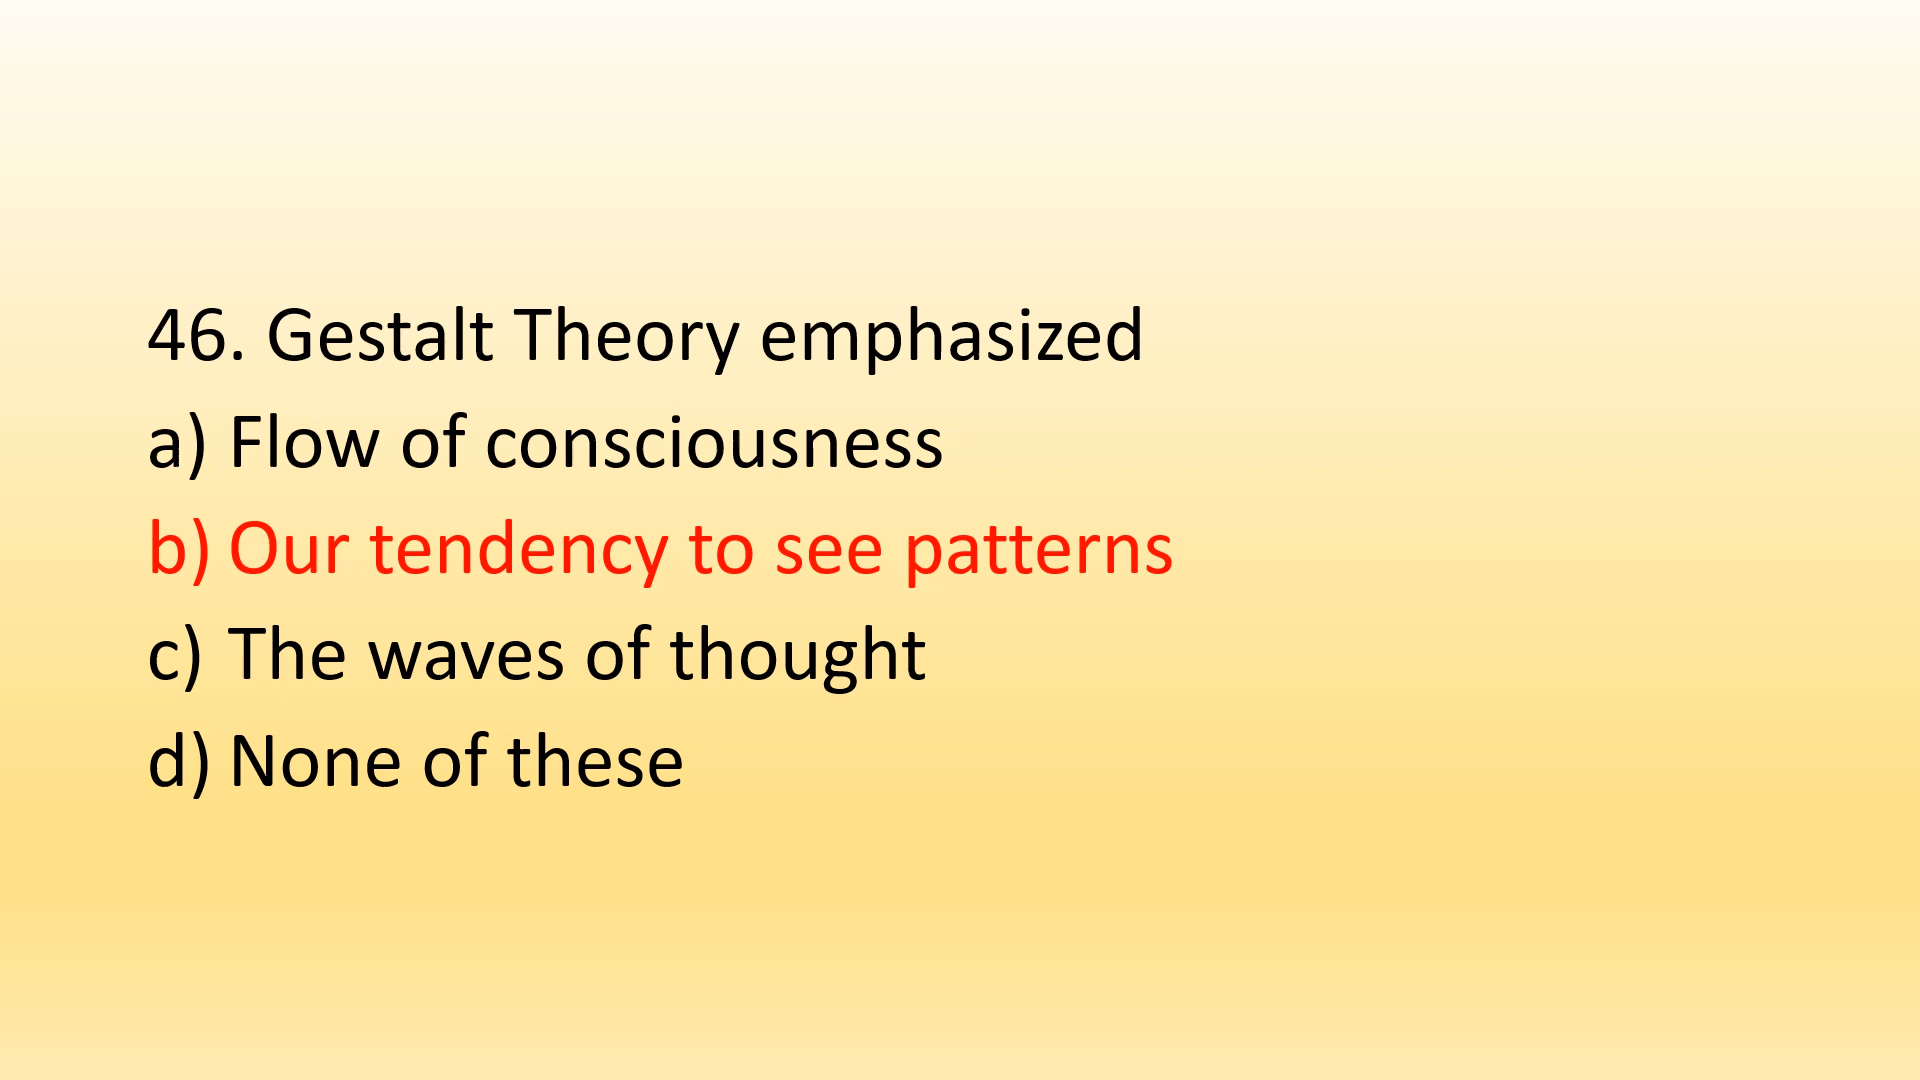 46. Gestalt Theory emphasized
a) Flow of consciousness
b) Our tendency to see patterns
c) The waves of thought
d) None of these